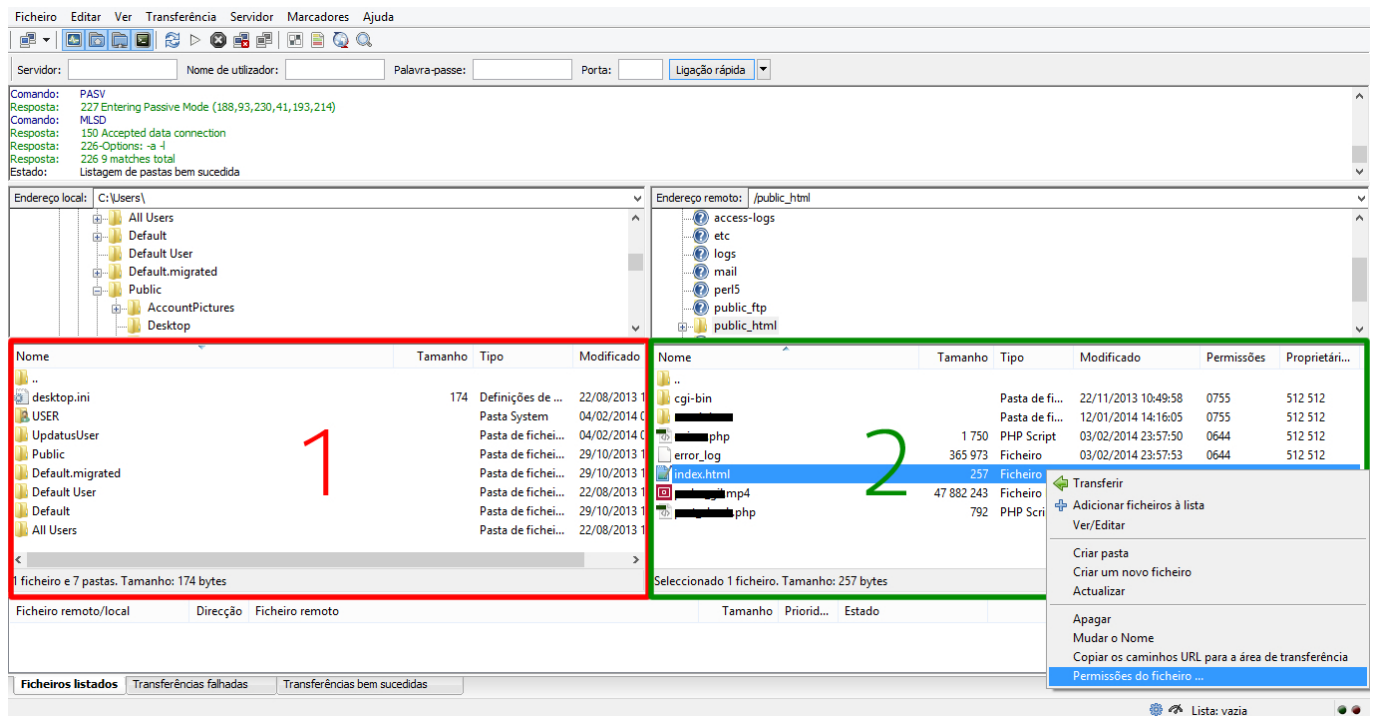 Ficheiro Editar Ver Transferência Servidor Marcadores Ajuda
Servidor: Nome de utilizador: Palavra-passe: Porta: Ligação rápida
Comando: PASV
Resposta: 227 Entering Passive Mode (188,93,230,41,193,214)
Comando: MLSD
Resposta: 150 Accepted data connection
Resposta: 226-Options: -a -l
Resposta: 226 9 matches total
Estado: Listagem de pastas bem sucedida
Endereço local: C:\Users\
All Users
Default
Default User
Default.migrated
Public
AccountPictures
Desktop
Endereço remoto: /public_html
access-logs
etc
logs
mail
perl5
public_ftp
public_html
Nome Tamanho Tipo Modificado
..
desktop.ini 174 Definições de ... 22/08/2013 1
USER Pasta System 04/02/2014 0
UpdatusUser Pasta de fichei... 04/02/2014 0
Public Pasta de fichei... 29/10/2013 1
Default.migrated Pasta de fichei... 29/10/2013 1
Default User Pasta de fichei... 22/08/2013 1
Default Pasta de fichei... 29/10/2013 1
All Users Pasta de fichei... 22/08/2013 1
1
1 ficheiro e 7 pastas. Tamanho: 174 bytes
Nome Tamanho Tipo Modificado Permissões Proprietári...
..
cgi-bin Pasta de fi... 22/11/2013 10:49:58 0755 512 512
Pasta de fi... 12/01/2014 14:16:05 0755 512 512
.php 1 750 PHP Script 03/02/2014 23:57:50 0644 512 512
error_log 365 973 Ficheiro 03/02/2014 23:57:53 0644 512 512
index.html 257 Ficheiro
.mp4 47 882 243 Ficheiro
.php 792 PHP Scri
2
Seleccionado 1 ficheiro. Tamanho: 257 bytes
Transferir
Adicionar ficheiros à lista
Ver/Editar
Criar pasta
Criar um novo ficheiro
Actualizar
Apagar
Mudar o Nome
Copiar os caminhos URL para a área de transferência
Permissões do ficheiro ...
Ficheiro remoto/local Direcção Ficheiro remoto Tamanho Priorid... Estado
Ficheiros listados Transferências falhadas Transferências bem sucedidas
Lista: vazia